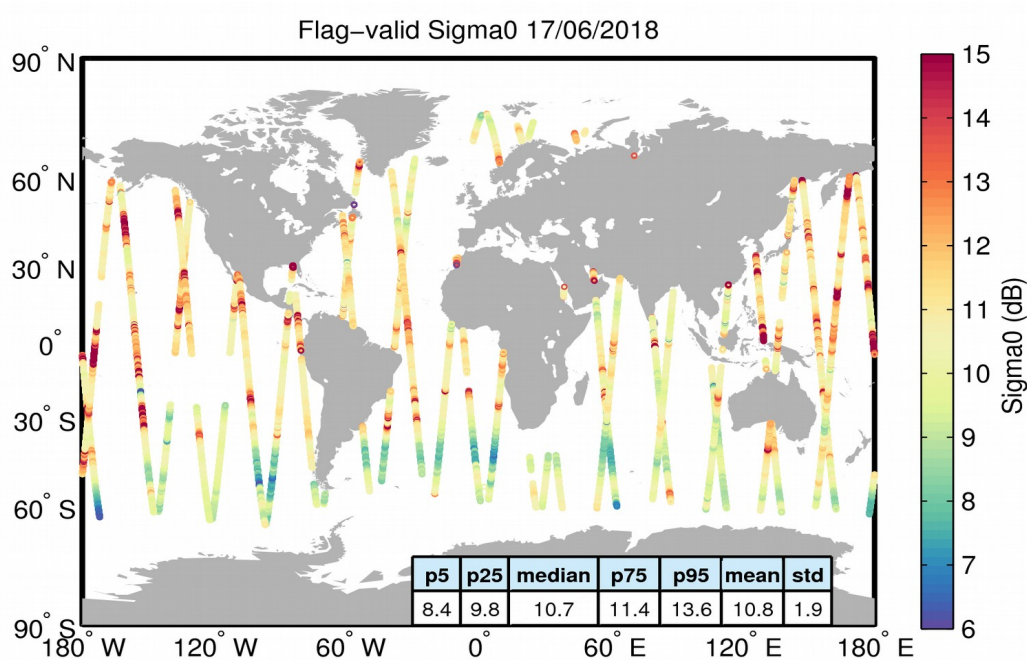 Flag−valid Sigma0 17/06/2018
90° N
60° N
30° N
0°
30° S
60° S
90° S
180° W
120° W
60° W
0°
60° E
120° E
180° E
15
14
13
12
11
10
9
8
7
6
Sigma0 (dB)
p5 p25 median p75 p95 mean std
8.4 9.8 10.7 11.4 13.6 10.8 1.9